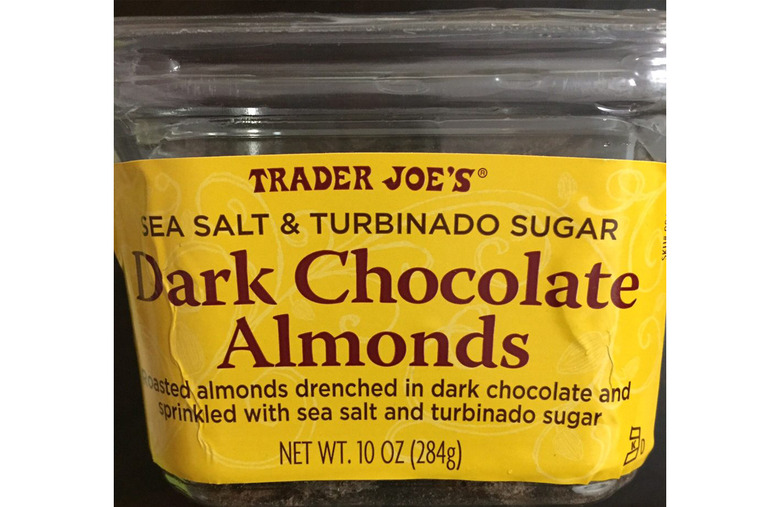 TRADER JOE'S®
SEA SALT & TURBINADO SUGAR
Dark Chocolate
Almonds
Roasted almonds drenched in dark chocolate and
sprinkled with sea salt and turbinado sugar
NET WT. 10 OZ (284g)
K D
SKU#